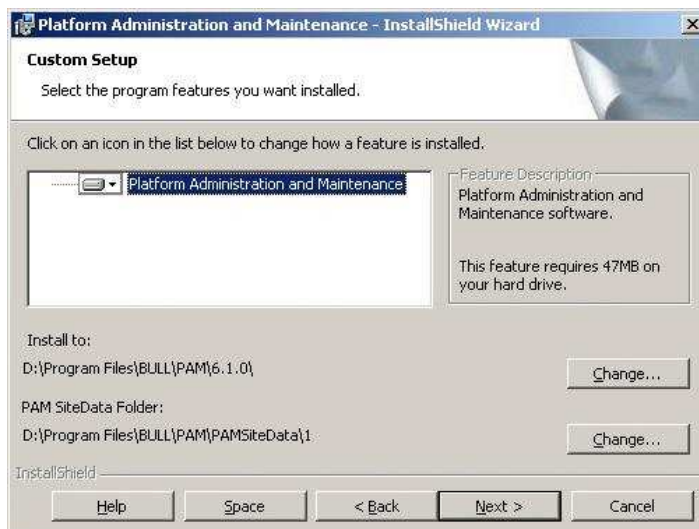 Platform Administration and Maintenance - InstallShield Wizard
Custom Setup
Select the program features you want installed.
Click on an icon in the list below to change how a feature is installed.
Platform Administration and Maintenance
Feature Description
Platform Administration and
Maintenance software.
This feature requires 47MB on
your hard drive.
Install to:
D:\Program Files\BULL\PAM\6.1.0\
Change...
PAM SiteData Folder:
D:\Program Files\BULL\PAM\PAMSiteData\1
Change...
InstallShield
Help
Space
< Back
Next >
Cancel